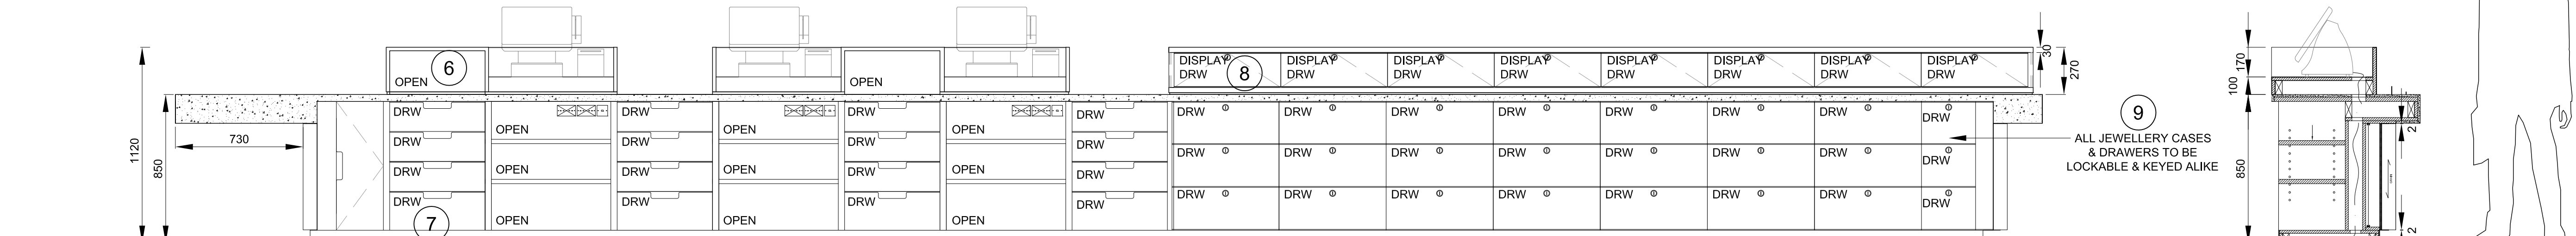 DISPLAY DISPLAY DISPLAY DISPLAY DISPLAY DISPLAY DISPLAY DISPLAY
DRW DRW DRW DRW DRW DRW DRW DRW
6
8
OPEN OPEN
30
270
170
100
DRW DRW DRW DRW DRW DRW DRW DRW DRW DRW DRW DRW
OPEN OPEN OPEN
730
1120
850
DRW DRW DRW DRW
9
ALL JEWELLERY CASES
& DRAWERS TO BE
LOCKABLE & KEYED ALIKE
2
DRW DRW DRW DRW DRW DRW DRW DRW
OPEN OPEN OPEN
DRW DRW DRW DRW
850
DRW DRW DRW DRW DRW DRW DRW DRW
DRW DRW DRW DRW
7
OPEN OPEN OPEN
2